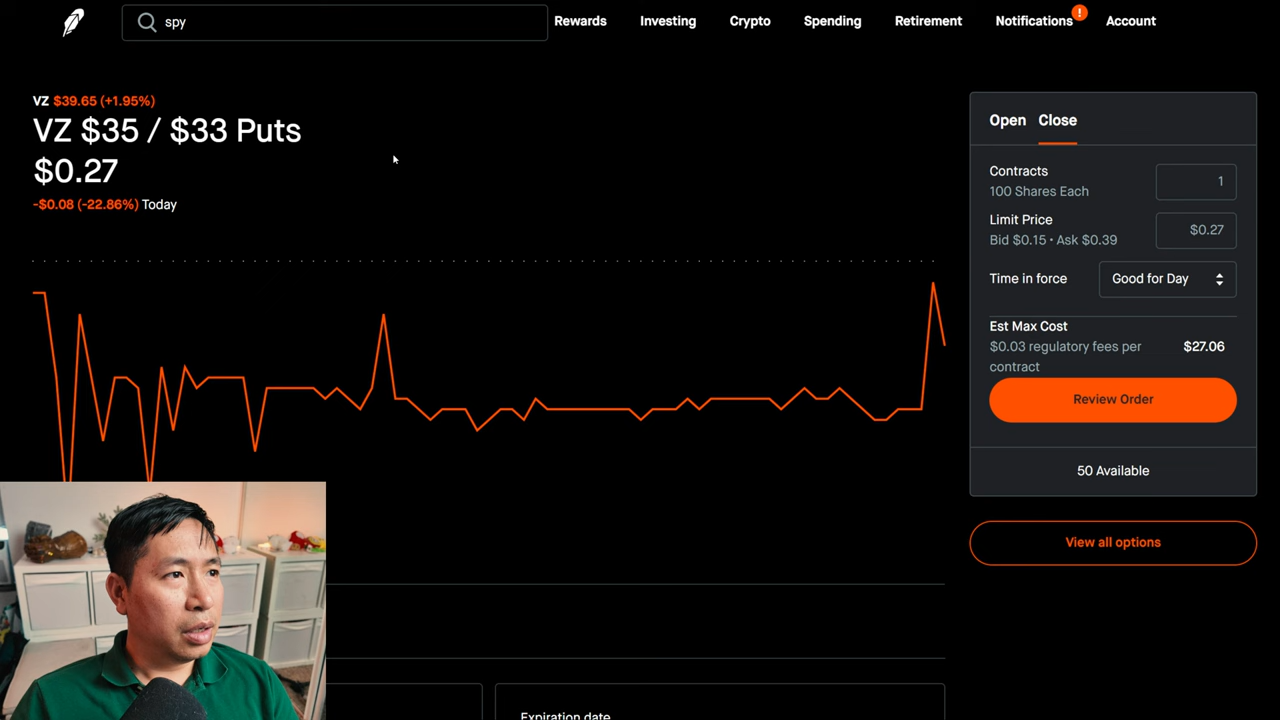 spy
Rewards
Investing
Crypto
Spending
Retirement
Notifications
!
Account
VZ $39.65 (+1.95%)
VZ $35 / $33 Puts
$0.27
-$0.08 (-22.86%) Today
Open
Close
Contracts
100 Shares Each
1
Limit Price
Bid $0.15 • Ask $0.39
$0.27
Time in force
Good for Day
Est Max Cost
$0.03 regulatory fees per
contract
$27.06
Review Order
50 Available
View all options
Expiration date